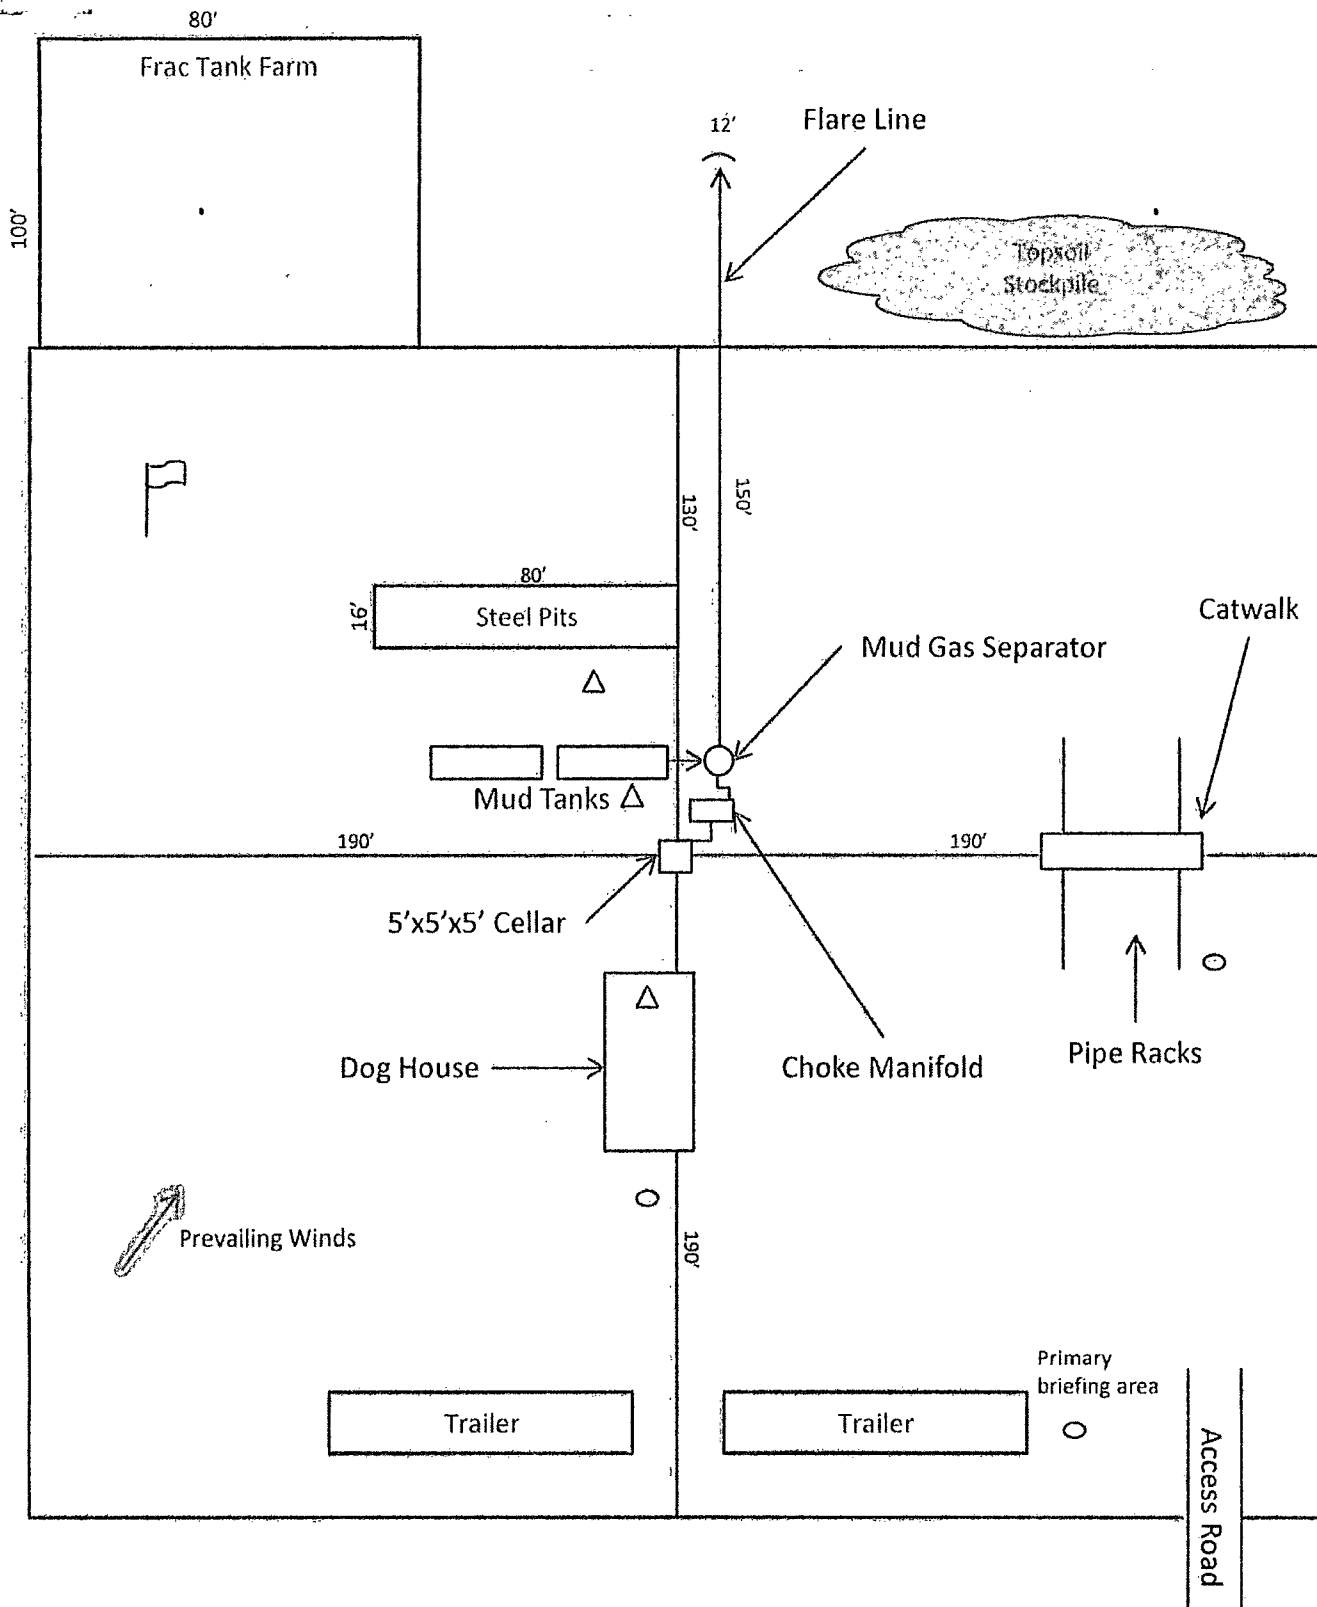 80'
Frac Tank Farm
100'
12'
Flare Line
Topsoil
Stockpile
130'
150'
80'
16'
Steel Pits
Catwalk
Mud Gas Separator
Mud Tanks
190'
190'
5'x5'x5' Cellar
Dog House
Choke Manifold
Pipe Racks
Prevailing Winds
190'
Primary
briefing area
Trailer
Trailer
Access Road